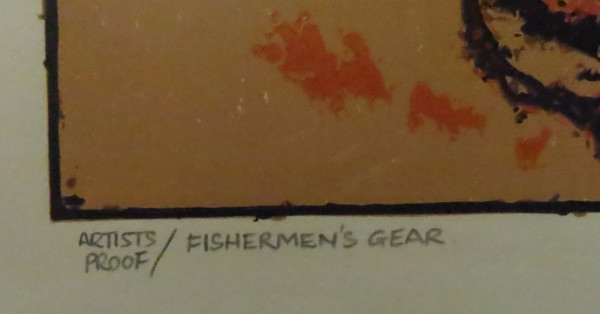 ARTISTS / FISHERMEN'S GEAR
PROOF